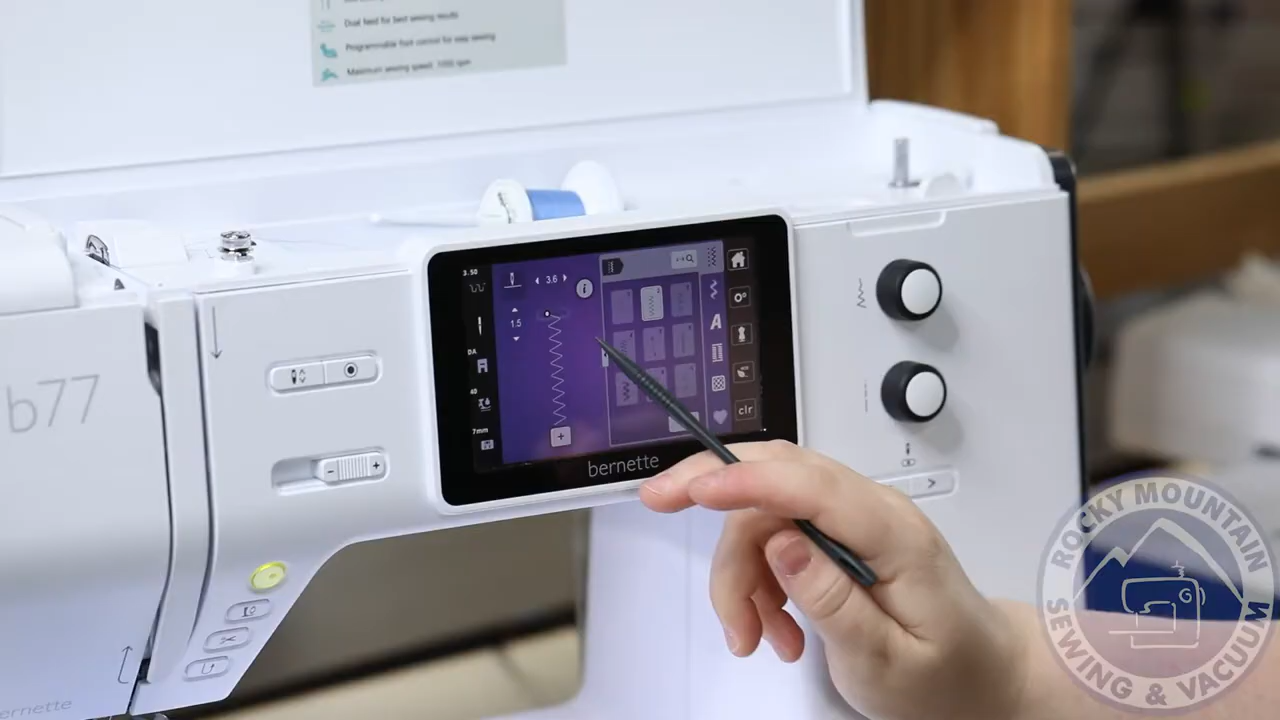 Dual feed for best sewing results
Programmable foot control for easy sewing
Maximum sewing speed: 1000 spm
b77
3.50
3.6
i
1.5
DA
40
7mm
A
clr
bernette
- +
>
ROCKY MOUNTAIN
SEWING & VACUUM